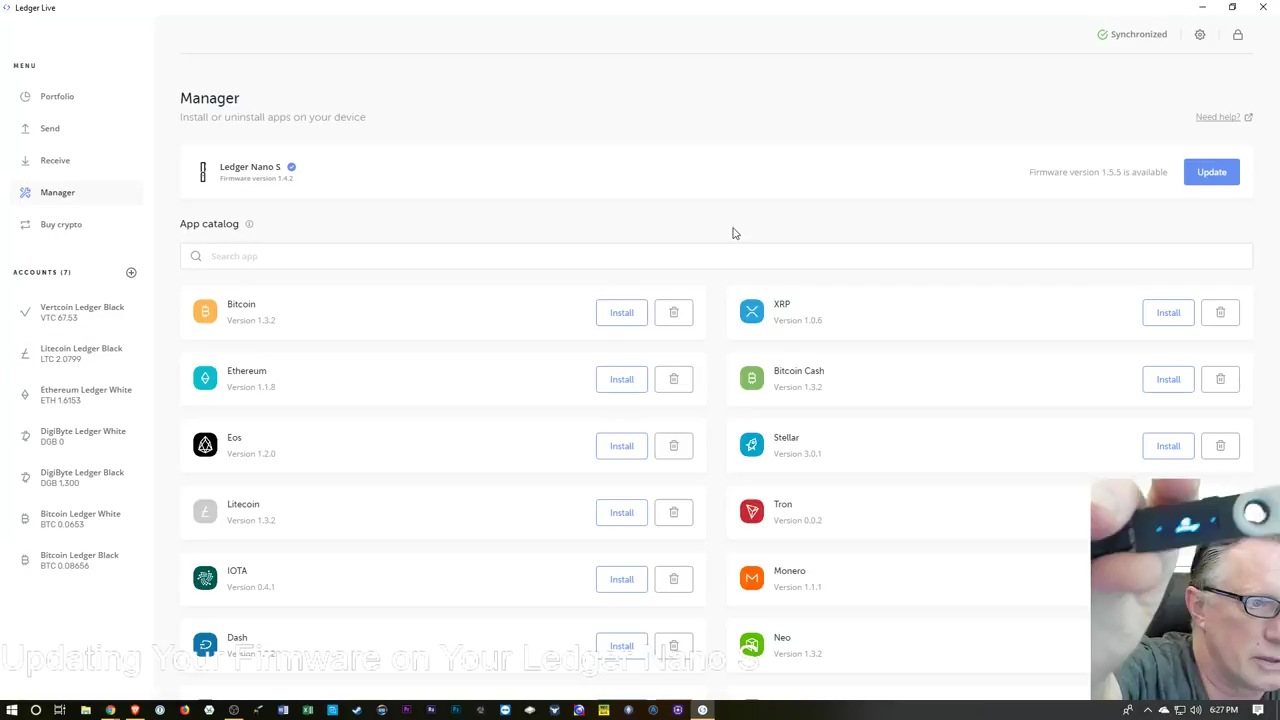 Ledger Live
Synchronized
MENU
Portfolio
Send
Receive
Manager
Buy crypto
ACCOUNTS (7)
Vertcoin Ledger Black
VTC 67.53
Litecoin Ledger Black
LTC 2.0799
Ethereum Ledger White
ETH 1.6153
DigiByte Ledger White
DGB 0
DigiByte Ledger Black
DGB 1,300
Bitcoin Ledger White
BTC 0.0653
Bitcoin Ledger Black
BTC 0.08656
Manager
Install or uninstall apps on your device
Need help?
Ledger Nano S
Firmware version 1.4.2
Firmware version 1.5.5 is available
Update
App catalog
Search app
Bitcoin
Version 1.3.2
Install
XRP
Version 1.0.6
Install
Ethereum
Version 1.1.8
Install
Bitcoin Cash
Version 1.3.2
Install
Eos
Version 1.2.0
Install
Stellar
Version 3.0.1
Install
Litecoin
Version 1.3.2
Install
Tron
Version 0.0.2
IOTA
Version 0.4.1
Install
Monero
Version 1.1.1
Dash
Install
Neo
Version 1.3.2
Updating Your Firmware on Your Ledger Nano S
6:27 PM